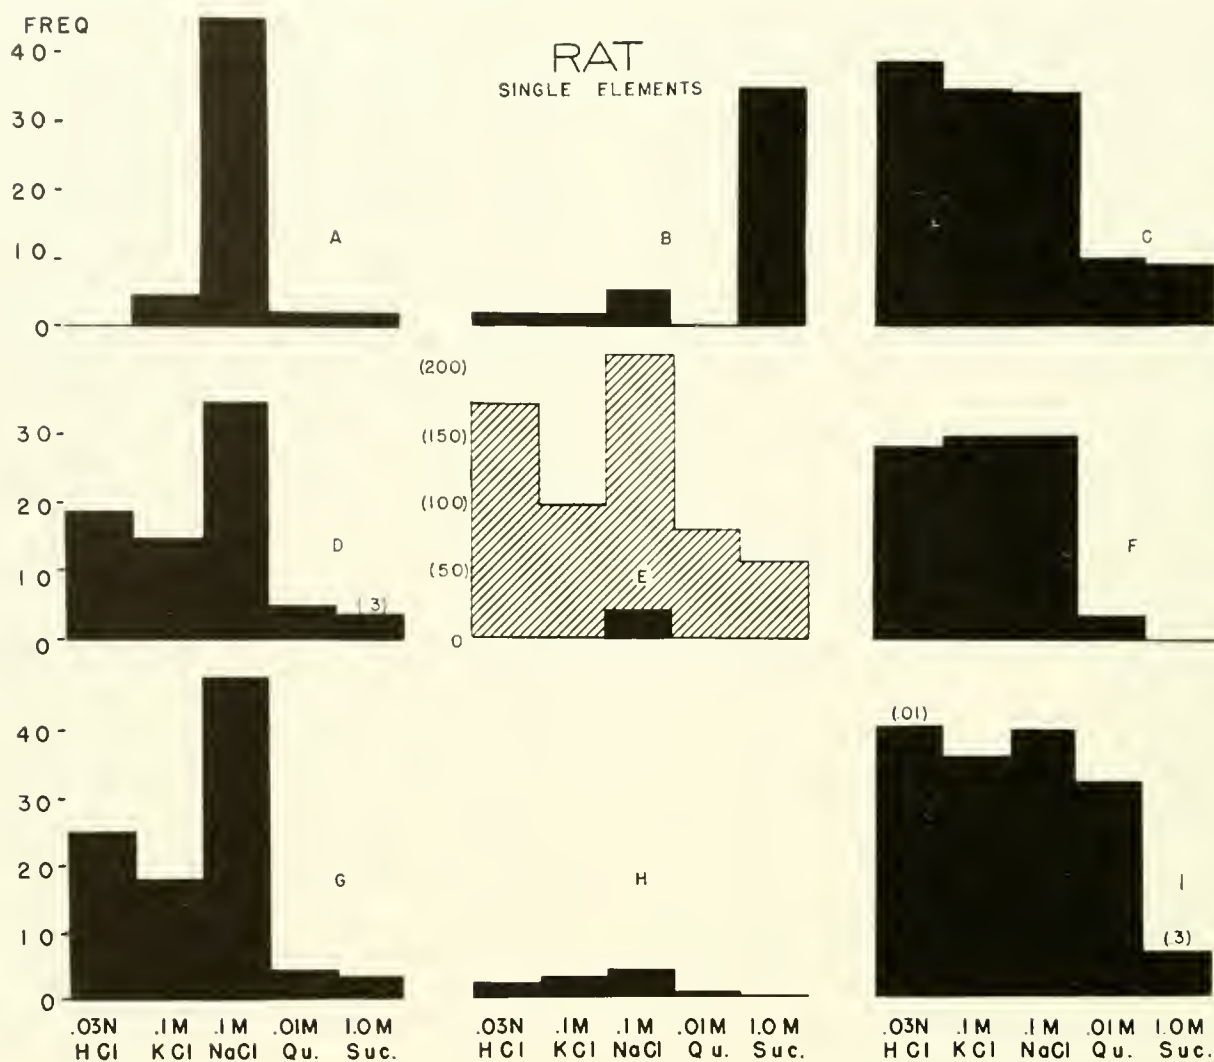 FREQ
RAT
SINGLE ELEMENTS
40
30
20
10
0
A
B
C
(200)
(150)
(100)
(50)
0
30
20
10
0
D
(.3)
E
F
40
30
20
10
0
G
H
(.01)
I
(.3)
.03N .1M .1M .01M 1.0M
HCl KCl NaCl Qu. Suc.
.03N .1M .1M .01M 1.0M
HCl KCl NaCl Qu. Suc.
.03N .1M .1M .01M 1.0M
HCl KCl NaCl Qu. Suc.